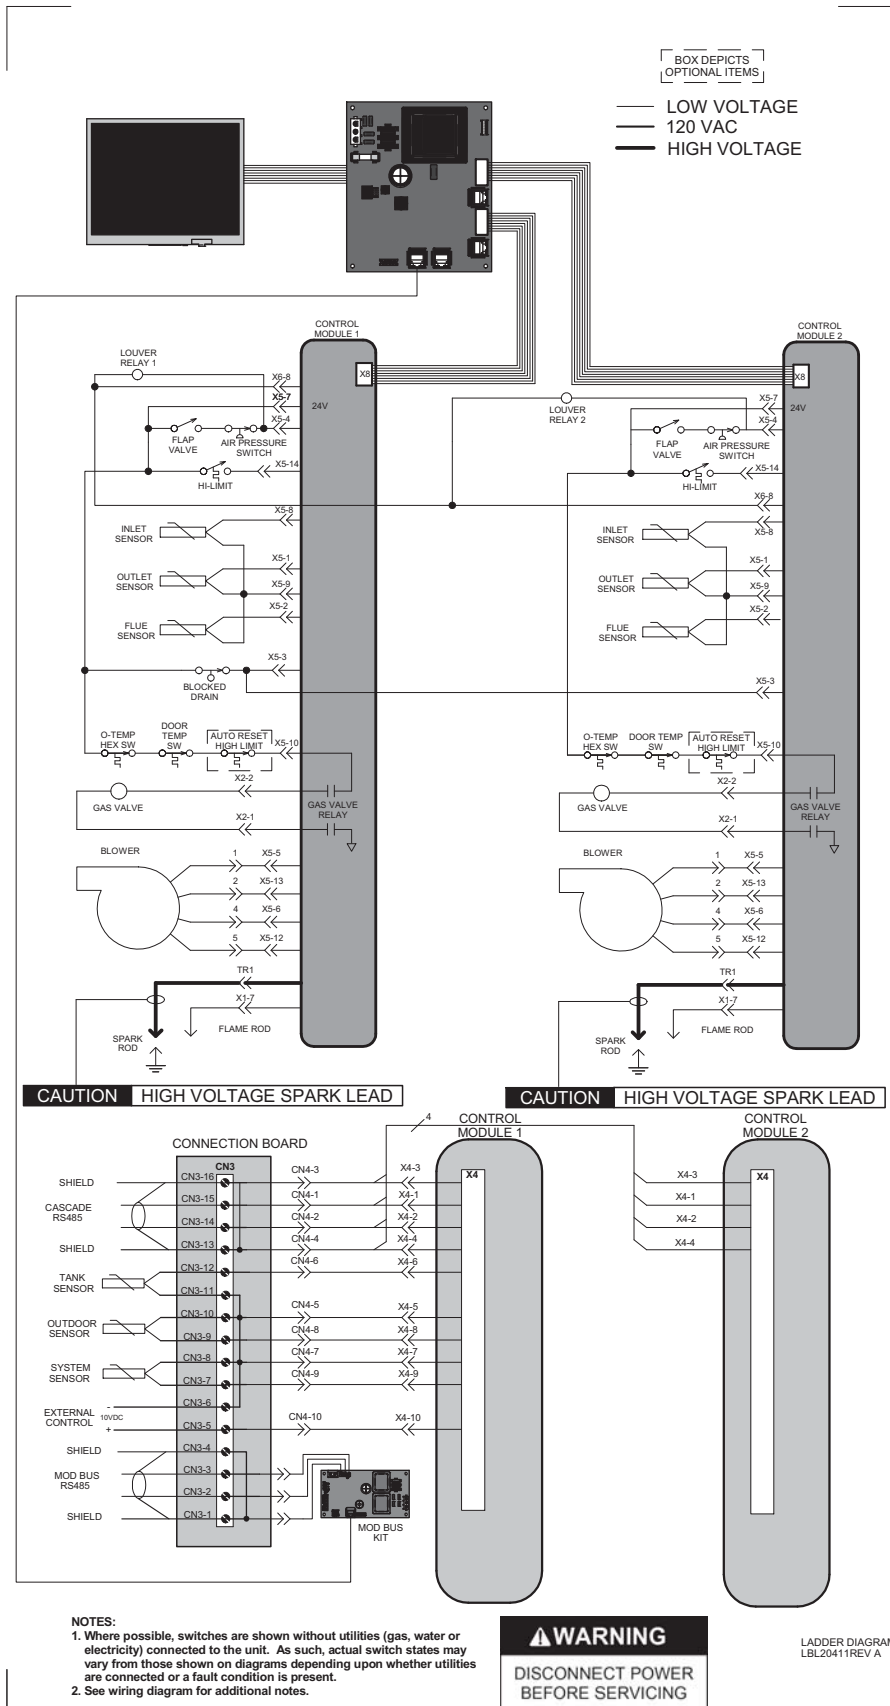 BOX DEPICTS
OPTIONAL ITEMS
LOW VOLTAGE
120 VAC
HIGH VOLTAGE
CONTROL
MODULE 1
X8
LOUVER
RELAY 1
X6-8
X5-7
24V
X5-4
FLAP
VALVE
AIR PRESSURE
SWITCH
X5-14
HI-LIMIT
X5-8
INLET
SENSOR
X5-1
OUTLET
SENSOR
X5-9
X5-2
FLUE
SENSOR
X5-3
BLOCKED
DRAIN
O-TEMP
HEX SW
DOOR
TEMP
SW
AUTO RESET
HIGH LIMIT
X5-10
X2-2
GAS VALVE
GAS VALVE
RELAY
X2-1
BLOWER
1 X5-5
2 X5-13
4 X5-6
5 X5-12
TR1
X1-7
SPARK
ROD
FLAME ROD
CAUTION HIGH VOLTAGE SPARK LEAD
CONTROL
MODULE 2
X8
LOUVER
RELAY 2
X5-7
24V
X5-4
FLAP
VALVE
AIR PRESSURE
SWITCH
X5-14
HI-LIMIT
X6-8
INLET
SENSOR
X5-8
X5-1
OUTLET
SENSOR
X5-9
X5-2
FLUE
SENSOR
X5-3
O-TEMP
HEX SW
DOOR TEMP
SW
AUTO RESET
HIGH LIMIT
X5-10
X2-2
GAS VALVE
GAS VALVE
RELAY
X2-1
BLOWER
1 X5-5
2 X5-13
4 X5-6
5 X5-12
TR1
X1-7
SPARK
ROD
FLAME ROD
CAUTION HIGH VOLTAGE SPARK LEAD
CONNECTION BOARD
4
CONTROL
MODULE 1
CONTROL
MODULE 2
CN3
X4
X4
SHIELD CN3-16 CN4-3 X4-3 X4-3
CASCADE
RS485
CN3-15 CN4-1 X4-1 X4-1
CN3-14 CN4-2 X4-2 X4-2
SHIELD CN3-13 CN4-4 X4-4 X4-4
TANK
SENSOR
CN3-12 CN4-6 X4-6
CN3-11
OUTDOOR
SENSOR
CN3-10 CN4-5 X4-5
CN3-9 CN4-8 X4-8
SYSTEM
SENSOR
CN3-8 CN4-7 X4-7
CN3-7 CN4-9 X4-9
EXTERNAL
CONTROL
10VDC
- CN3-6
+ CN3-5 CN4-10 X4-10
SHIELD CN3-4
MOD BUS
RS485
CN3-3
CN3-2
SHIELD CN3-1
MOD BUS
KIT
NOTES:
1. Where possible, switches are shown without utilities (gas, water or
electricity) connected to the unit. As such, actual switch states may
vary from those shown on diagrams depending upon whether utilities
are connected or a fault condition is present.
2. See wiring diagram for additional notes.
WARNING
DISCONNECT POWER
BEFORE SERVICING
LADDER DIAGRAM
LBL20411REV A